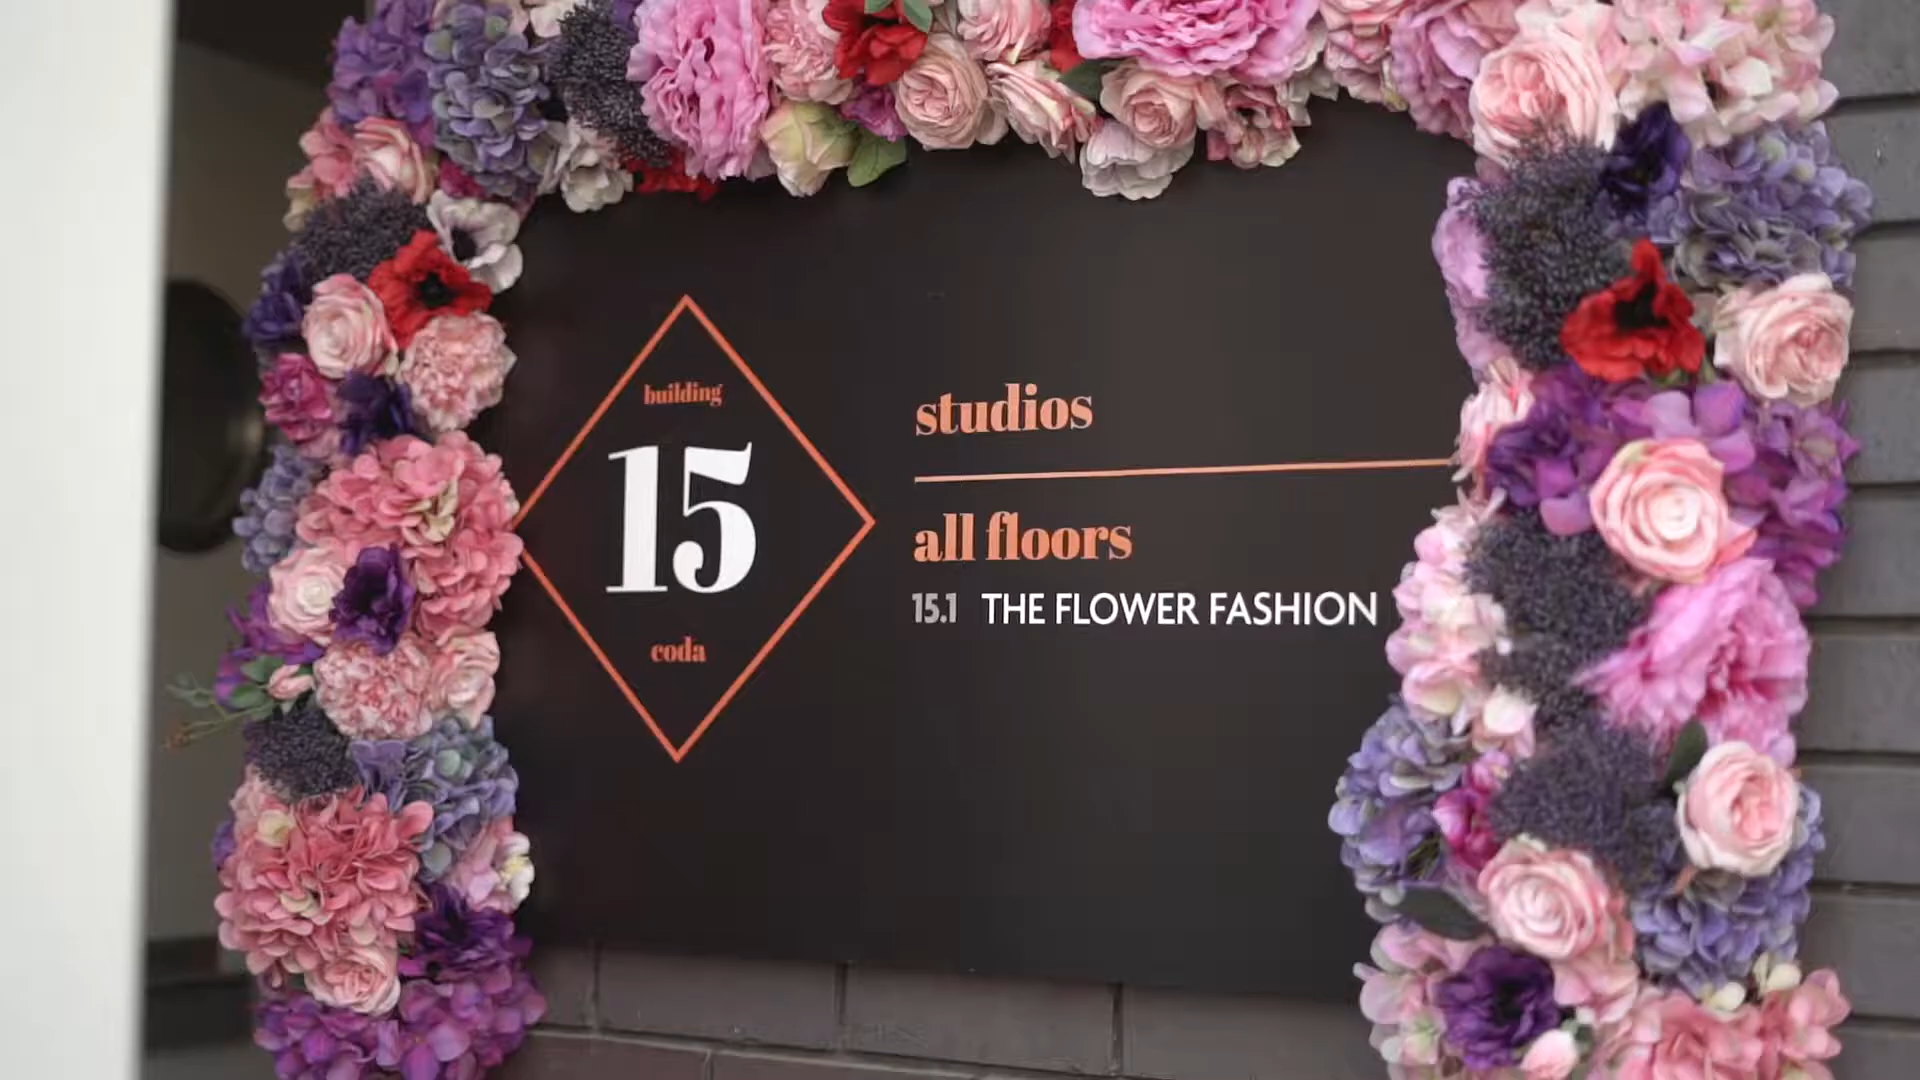 building
15
coda
studios
all floors
15.1 THE FLOWER FASHION